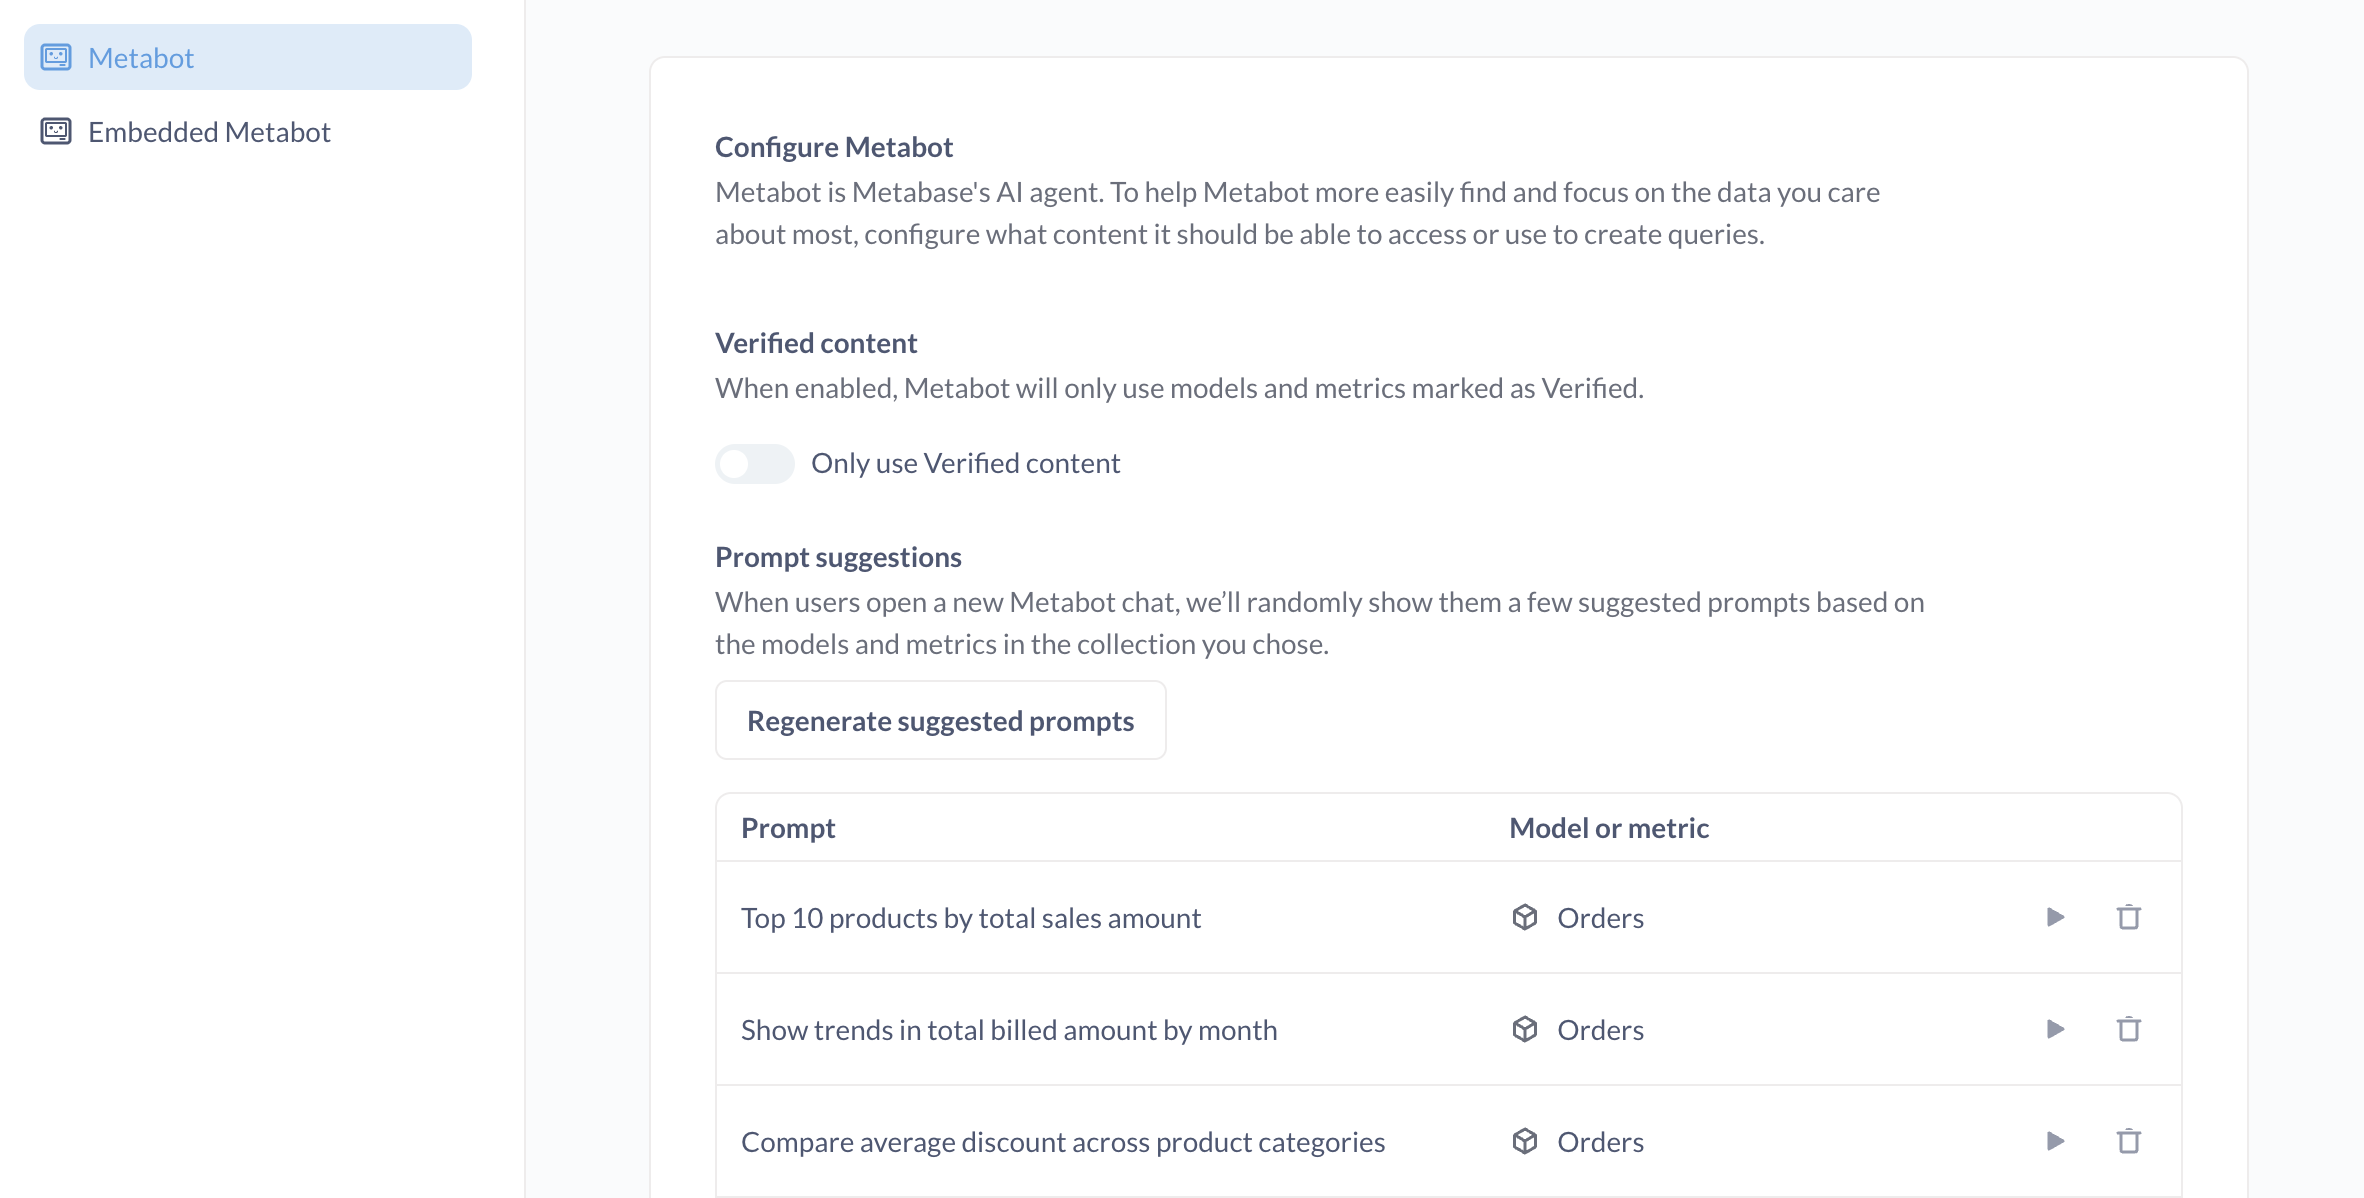 Metabot
Embedded Metabot
Configure Metabot
Metabot is Metabase's AI agent. To help Metabot more easily find and focus on the data you care
about most, configure what content it should be able to access or use to create queries.
Verified content
When enabled, Metabot will only use models and metrics marked as Verified.
Only use Verified content
Prompt suggestions
When users open a new Metabot chat, we’ll randomly show them a few suggested prompts based on
the models and metrics in the collection you chose.
Regenerate suggested prompts
Prompt Model or metric
Top 10 products by total sales amount Orders
Show trends in total billed amount by month Orders
Compare average discount across product categories Orders